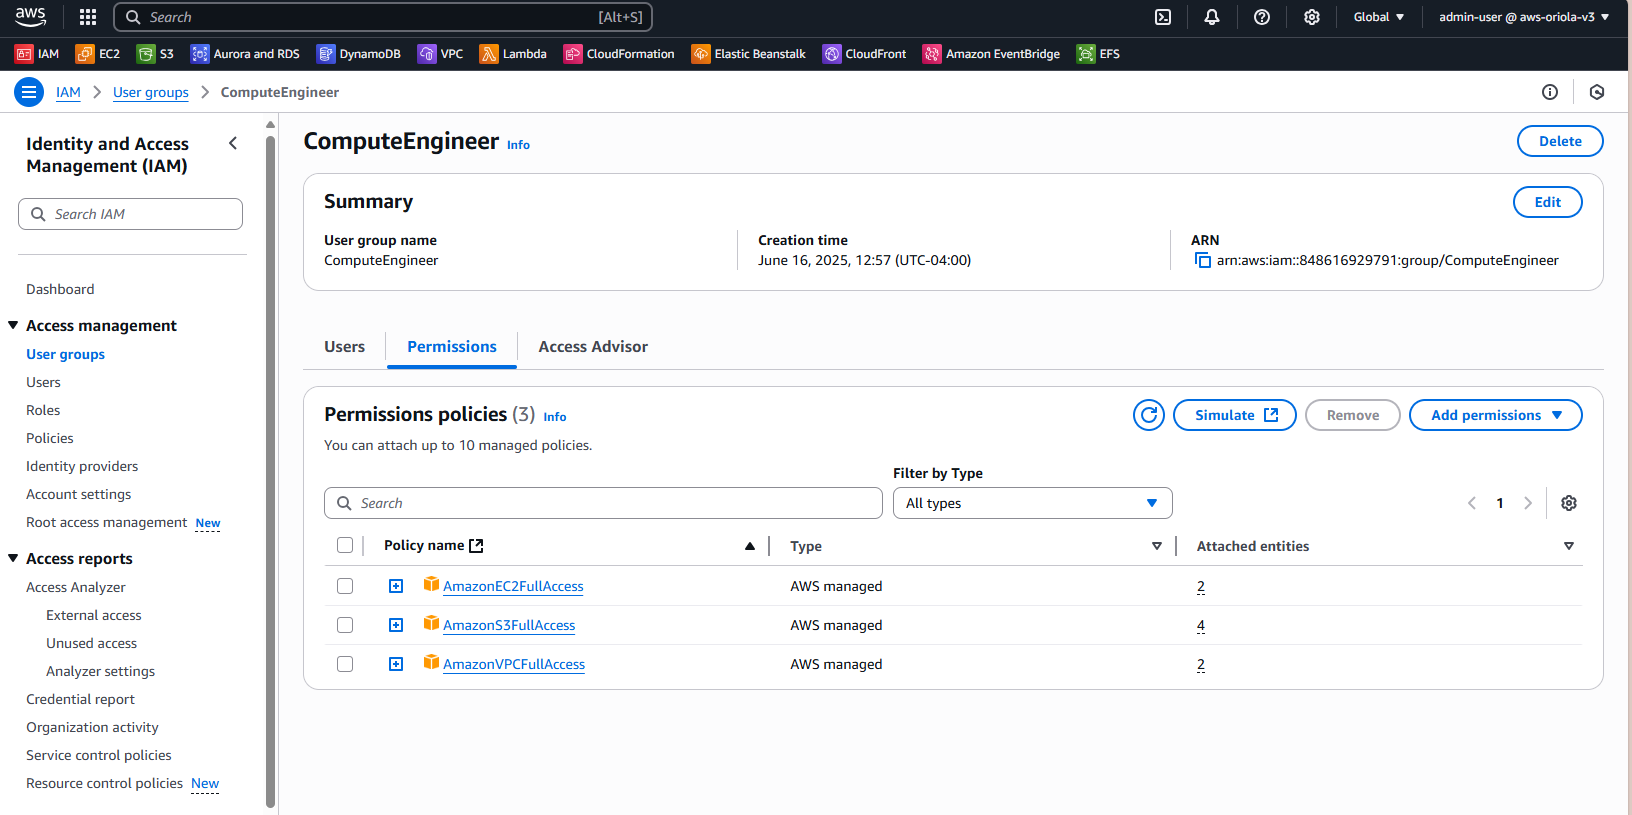 aws
Search [Alt+S]
Global
admin-user @ aws-oriola-v3
IAM EC2 S3 Aurora and RDS DynamoDB VPC Lambda CloudFormation Elastic Beanstalk CloudFront Amazon EventBridge EFS
IAM > User groups > ComputeEngineer
Identity and Access
Management (IAM)
Search IAM
Dashboard
Access management
User groups
Users
Roles
Policies
Identity providers
Account settings
Root access management New
Access reports
Access Analyzer
External access
Unused access
Analyzer settings
Credential report
Organization activity
Service control policies
Resource control policies New
ComputeEngineer Info
Delete
Summary
Edit
User group name
ComputeEngineer
Creation time
June 16, 2025, 12:57 (UTC-04:00)
ARN
arn:aws:iam::848616929791:group/ComputeEngineer
Users Permissions Access Advisor
Permissions policies (3) Info
Simulate Remove Add permissions
You can attach up to 10 managed policies.
Filter by Type
Search
All types
1
Policy name Type Attached entities
AmazonEC2FullAccess AWS managed 2
AmazonS3FullAccess AWS managed 4
AmazonVPCFullAccess AWS managed 2